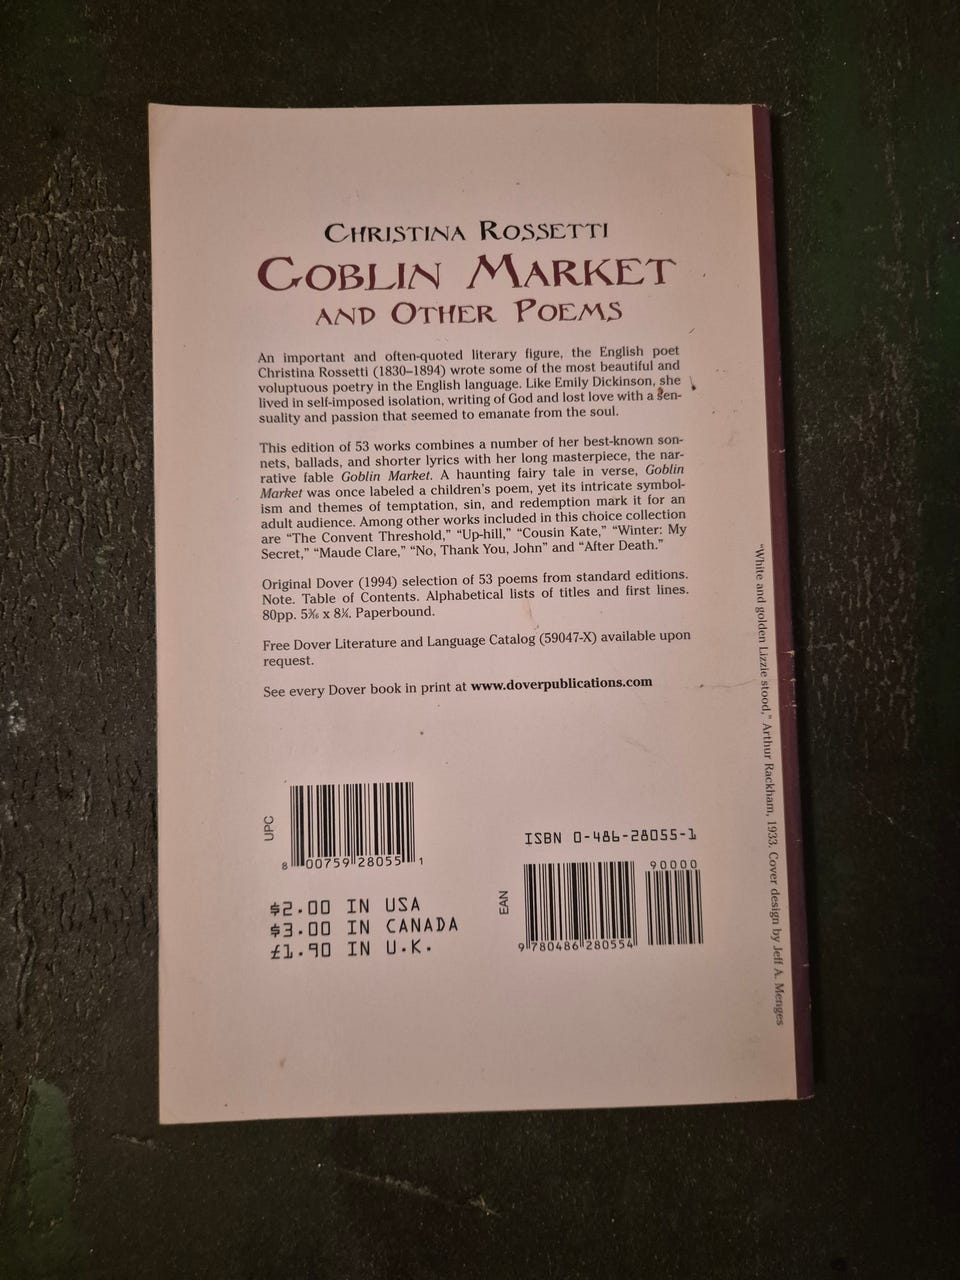 CHRISTINA ROSSETTI
GOBLIN MARKET
AND OTHER POEMS
An important and often-quoted literary figure, the English poet
Christina Rossetti (1830–1894) wrote some of the most beautiful and
voluptuous poetry in the English language. Like Emily Dickinson, she
lived in self-imposed isolation, writing of God and lost love with a sen-
suality and passion that seemed to emanate from the soul.
This edition of 53 works combines a number of her best-known son-
nets, ballads, and shorter lyrics with her long masterpiece, the nar-
rative fable Goblin Market. A haunting fairy tale in verse, Goblin
Market was once labeled a children's poem, yet its intricate symbol-
ism and themes of temptation, sin, and redemption mark it for an
adult audience. Among other works included in this choice collection
are "The Convent Threshold," "Up-hill," "Cousin Kate," "Winter: My
Secret," "Maude Clare," "No, Thank You, John" and "After Death."
Original Dover (1994) selection of 53 poems from standard editions.
Note. Table of Contents. Alphabetical lists of titles and first lines.
80pp. 5³⁄₁₆ x 8¼. Paperbound.
Free Dover Literature and Language Catalog (59047-X) available upon
request.
See every Dover book in print at www.doverpublications.com
UPC
8 00759 28055 1
$2.00 IN USA
$3.00 IN CANADA
£1.90 IN U.K.
ISBN 0-486-28055-1
90000
EAN
9 780486 280554
"White and golden Lizzie stood," Arthur Rackham, 1933. Cover design by Jeff A. Menges